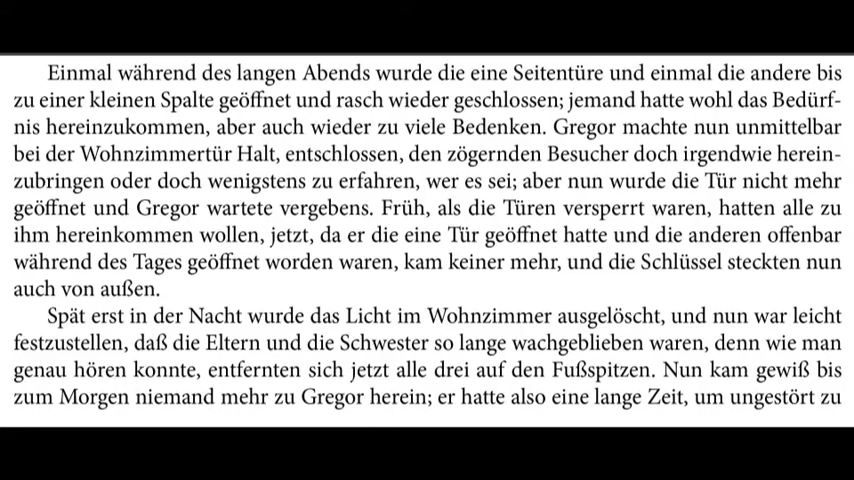 Einmal während des langen Abends wurde die eine Seitentüre und einmal die andere bis
zu einer kleinen Spalte geöffnet und rasch wieder geschlossen; jemand hatte wohl das Bedürf-
nis hereinzukommen, aber auch wieder zu viele Bedenken. Gregor machte nun unmittelbar
bei der Wohnzimmertür Halt, entschlossen, den zögernden Besucher doch irgendwie herein-
zubringen oder doch wenigstens zu erfahren, wer es sei; aber nun wurde die Tür nicht mehr
geöffnet und Gregor wartete vergebens. Früh, als die Türen versperrt waren, hatten alle zu
ihm hereinkommen wollen, jetzt, da er die eine Tür geöffnet hatte und die anderen offenbar
während des Tages geöffnet worden waren, kam keiner mehr, und die Schlüssel steckten nun
auch von außen.
Spät erst in der Nacht wurde das Licht im Wohnzimmer ausgelöscht, und nun war leicht
festzustellen, daß die Eltern und die Schwester so lange wachgeblieben waren, denn wie man
genau hören konnte, entfernten sich jetzt alle drei auf den Fußspitzen. Nun kam gewiß bis
zum Morgen niemand mehr zu Gregor herein; er hatte also eine lange Zeit, um ungestört zu